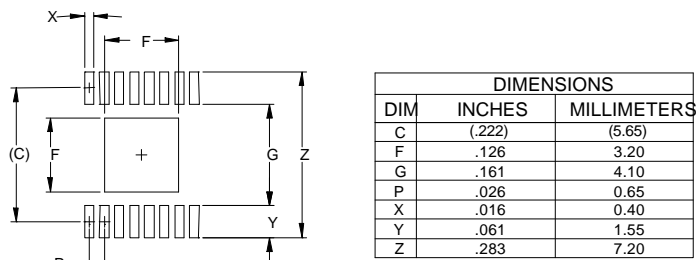 X
F
(C)
F
G
Z
Y
DIMENSIONS
DIM INCHES MILLIMETERS
C (.222) (5.65)
F .126 3.20
G .161 4.10
P .026 0.65
X .016 0.40
Y .061 1.55
Z .283 7.20